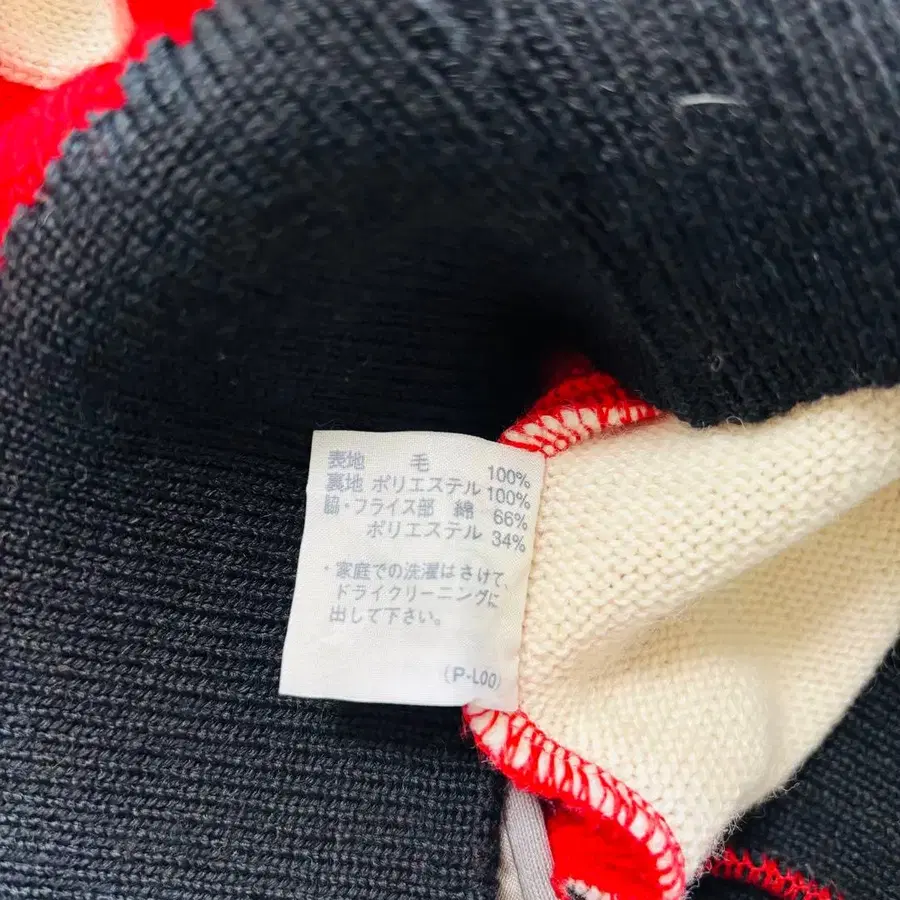 表地 毛 100%
裏地 ポリエステル 100%
脇・フライス部 綿 66%
ポリエステル 34%
・家庭での洗濯はさけて、
ドライクリーニングに
出して下さい。
(P-L00)